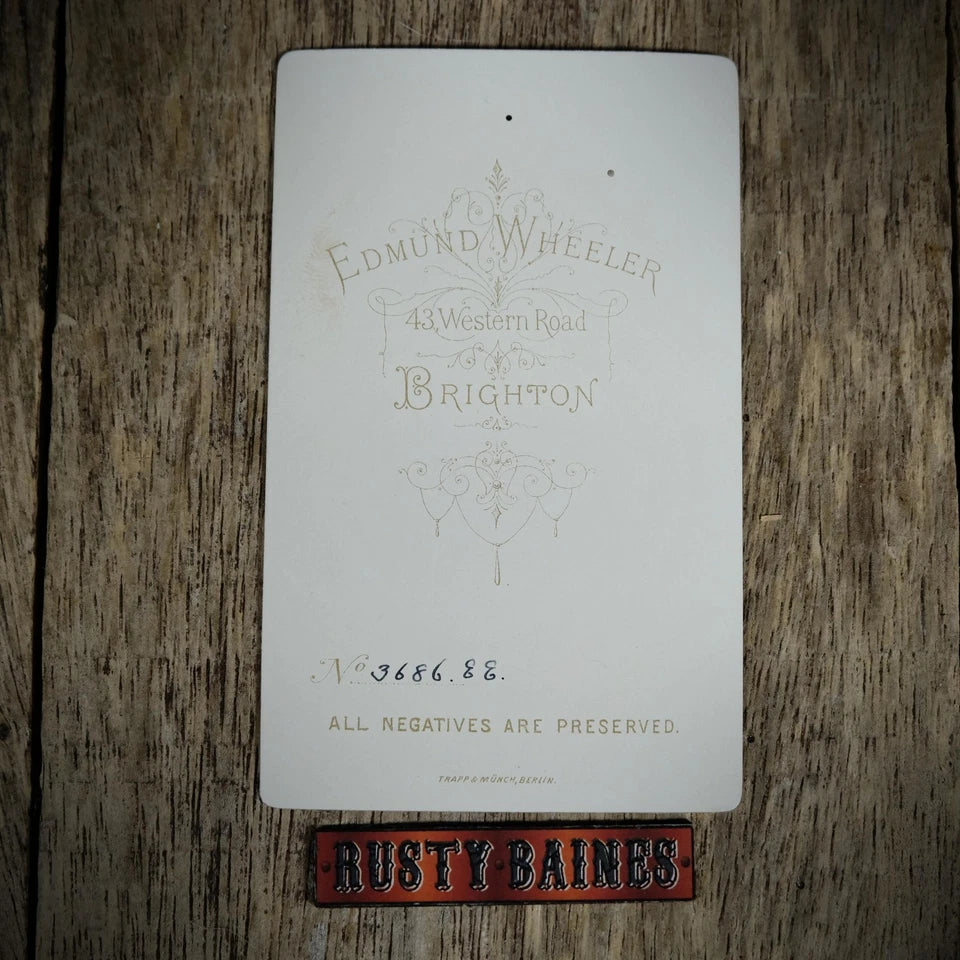 EDMUND WHEELER
43, Western Road
BRIGHTON
No 3686. EE.
ALL NEGATIVES ARE PRESERVED.
TRAPP & MÜNCH, BERLIN.
RUSTY BAINES